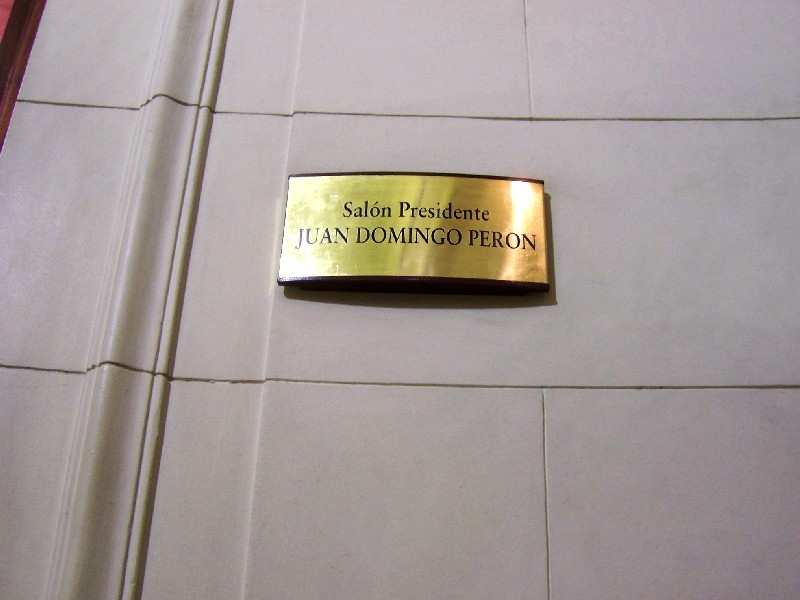 Salón Presidente
JUAN DOMINGO PERON